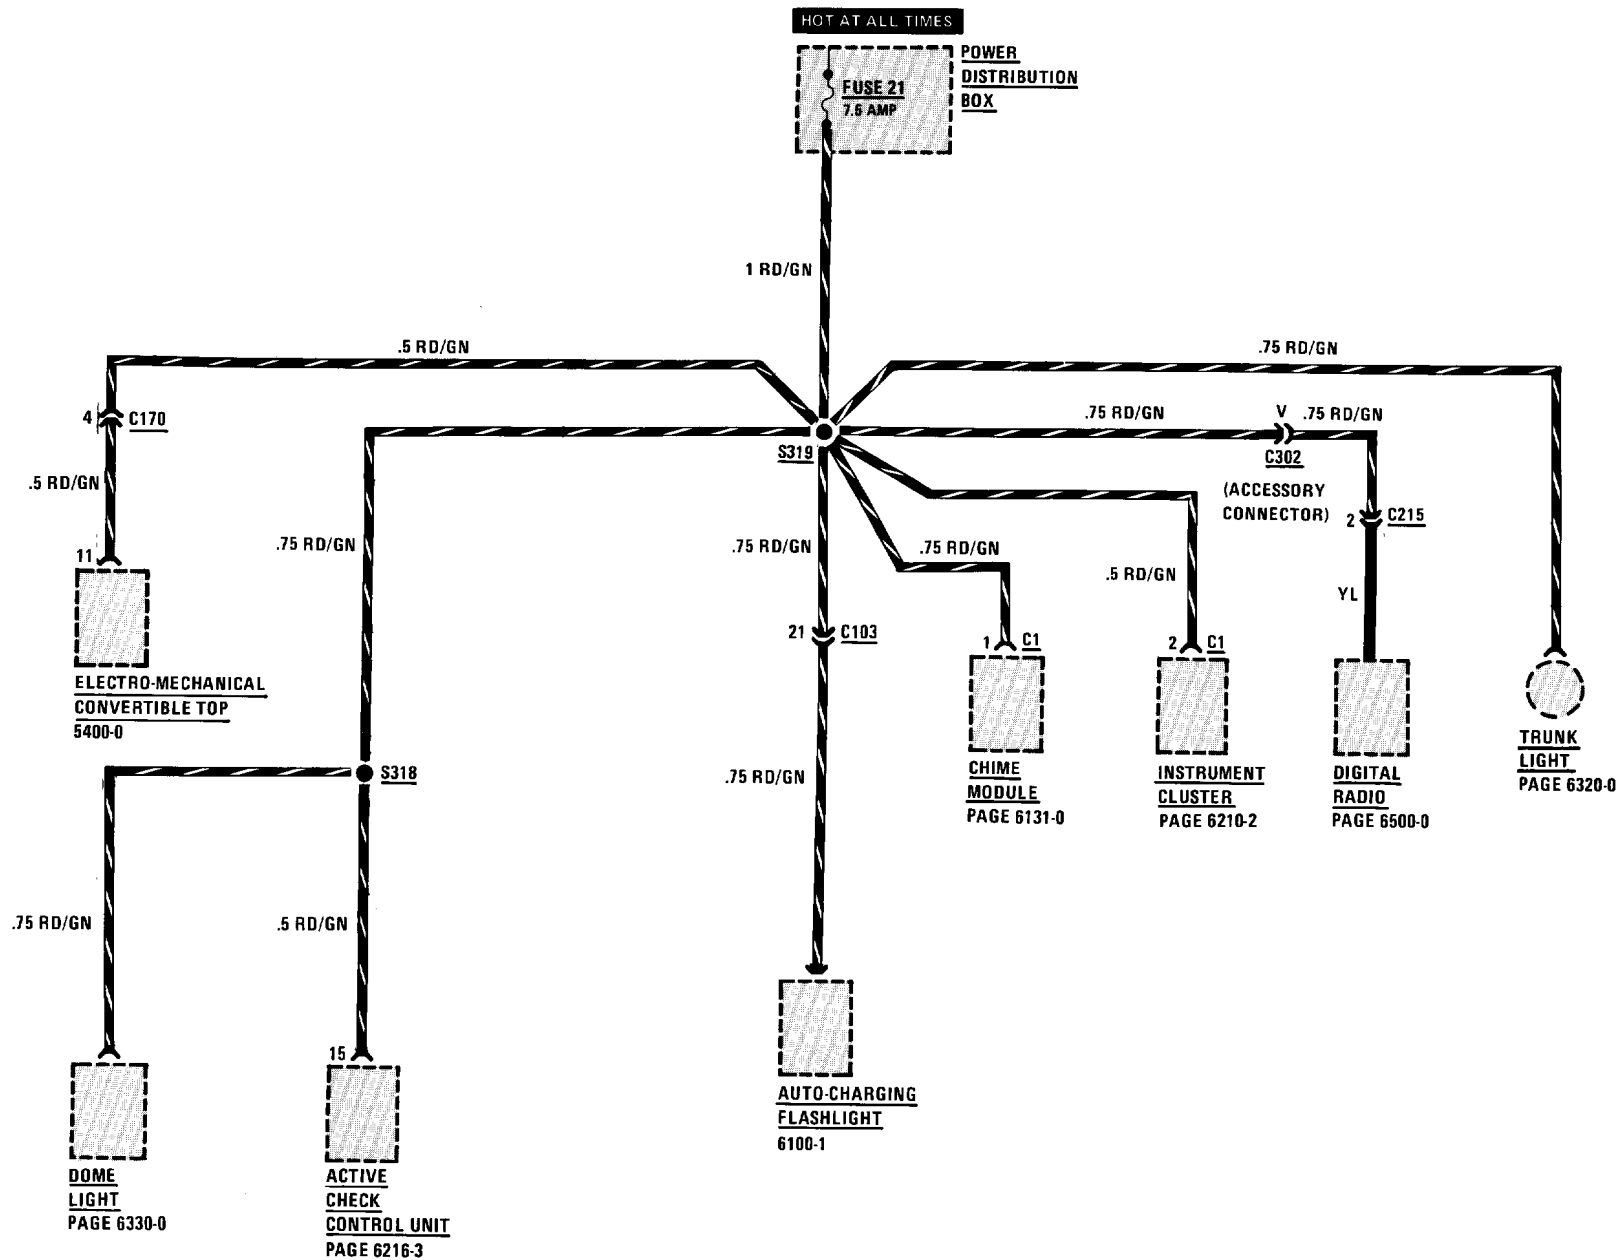 HOT AT ALL TIMES
POWER
DISTRIBUTION
BOX
FUSE 21
7.5 AMP
1 RD/GN
.5 RD/GN
.75 RD/GN
4
C170
.75 RD/GN
V
.75 RD/GN
S319
C302
(ACCESSORY
CONNECTOR)
2
C215
.5 RD/GN
.75 RD/GN
.75 RD/GN
.75 RD/GN
.5 RD/GN
11
YL
21
C103
1
C1
2
C1
ELECTRO-MECHANICAL
CONVERTIBLE TOP
5400-0
S318
.75 RD/GN
CHIME
MODULE
PAGE 6131-0
INSTRUMENT
CLUSTER
PAGE 6210-2
DIGITAL
RADIO
PAGE 6500-0
TRUNK
LIGHT
PAGE 6320-0
.75 RD/GN
.5 RD/GN
15
AUTO-CHARGING
FLASHLIGHT
6100-1
DOME
LIGHT
PAGE 6330-0
ACTIVE
CHECK
CONTROL UNIT
PAGE 6216-3